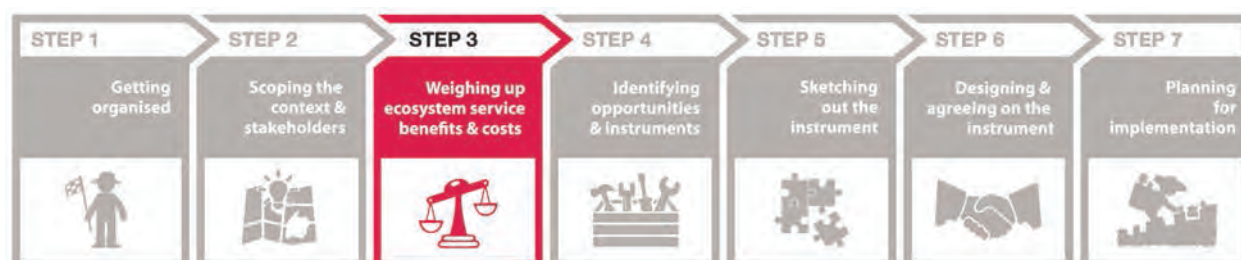 STEP 1
Getting
organised
STEP 2
Scoping the
context &
stakeholders
STEP 3
Weighing up
ecosystem service
benefits & costs
STEP 4
Identifying
opportunities
& instruments
STEP 5
Sketching
out the
instrument
STEP 6
Designing &
agreeing on the
instrument
STEP 7
Planning
for
implementation